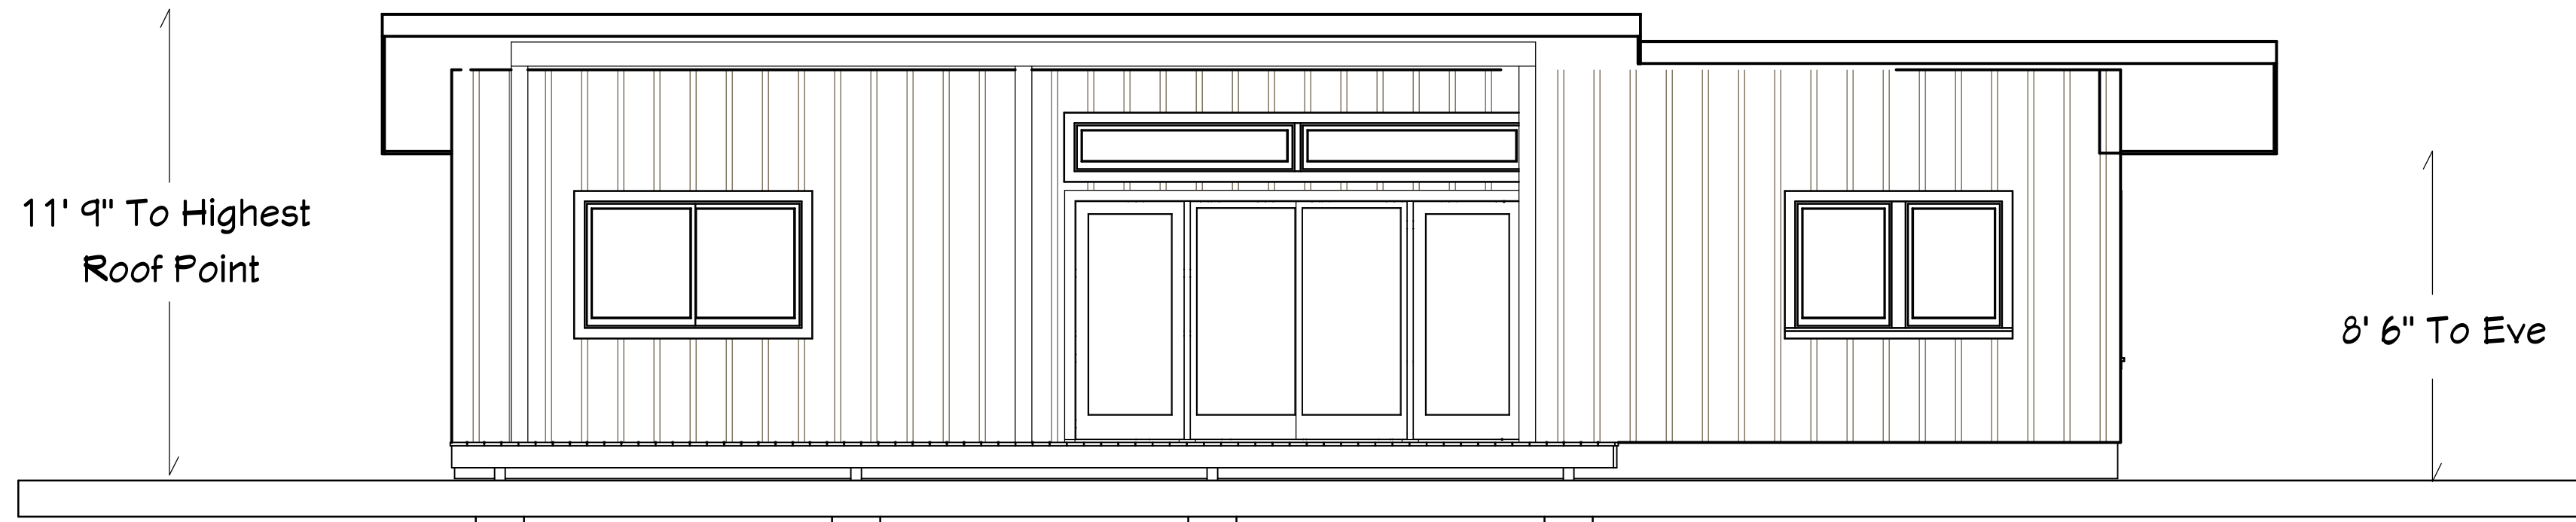 11' 9" To Highest
Roof Point
8' 6" To Eve